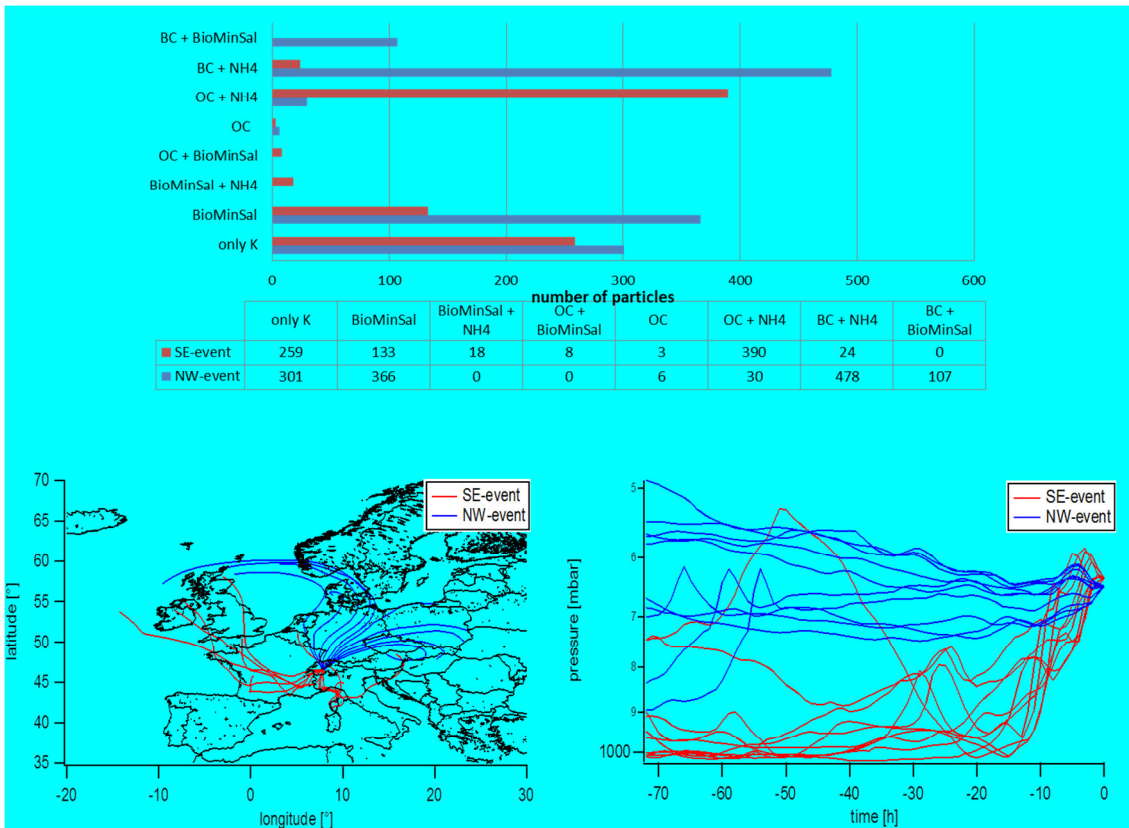 BC + BioMinSal
BC + NH4
OC + NH4
OC
OC + BioMinSal
BioMinSal + NH4
BioMinSal
only K
0 100 200 300 400 500 600
number of particles
only K BioMinSal BioMinSal + NH4 OC + BioMinSal OC OC + NH4 BC + NH4 BC + BioMinSal
SE-event 259 133 18 8 3 390 24 0
NW-event 301 366 0 0 6 30 478 107
70
65
60
55
50
45
40
35
latitude [°]
SE-event
NW-event
-20 -10 0 10 20 30
longitude [°]
5
6
7
8
9
1000
pressure [mbar]
SE-event
NW-event
-70 -60 -50 -40 -30 -20 -10 0
time [h]